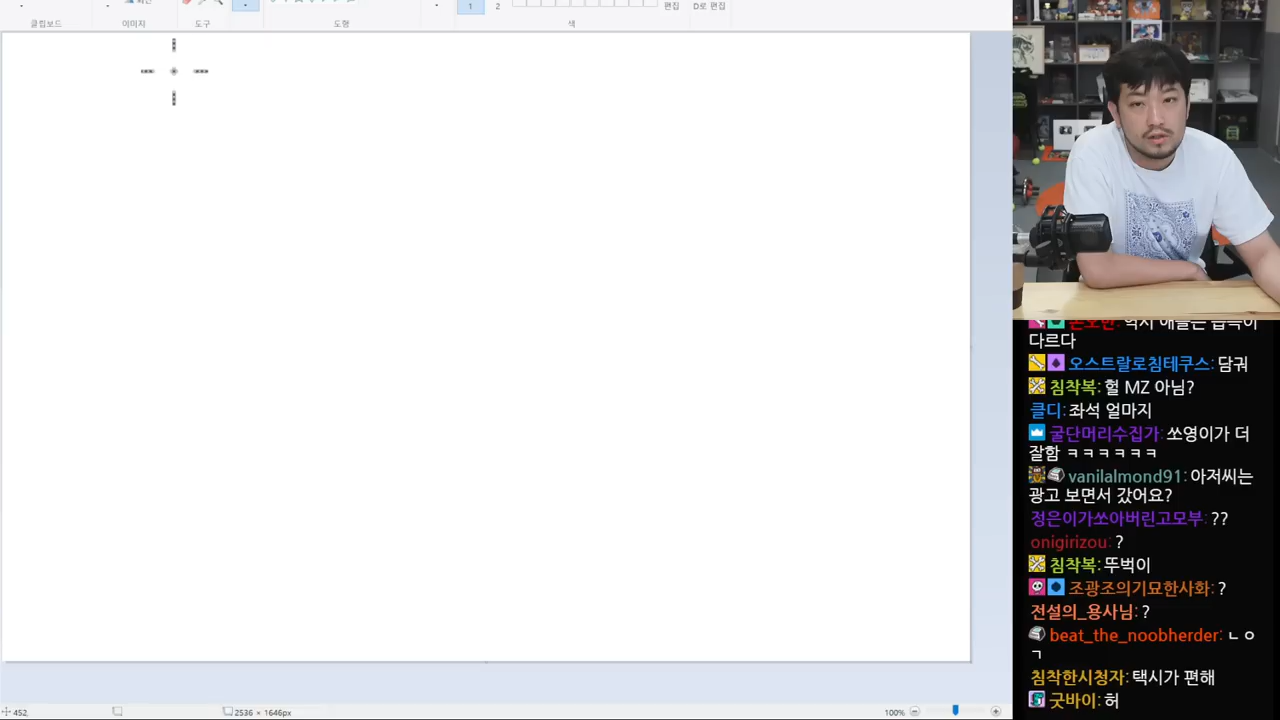 1
2
편집
D로 편집
클립보드
이미지
도구
도형
색
다르다
오스트랄로침테쿠스: 담궈
침착복: 헐 MZ 아님?
클디: 좌석 얼마지
굴단머리수집가: 쏘영이가 더
잘함 ㅋㅋㅋㅋㅋㅋ
vanilalmond91: 아저씨는
광고 보면서 갔어요?
정은이가쏘아버린고모부: ??
onigirizou: ?
침착복: 뚜벅이
조광조의기묘한사화: ?
전설의_용사님: ?
beat_the_noobherder: ㄴㅇ
ㄱ
침착한시청자: 택시가 편해
굿바이: 허
452,
2536 × 1646px
100%